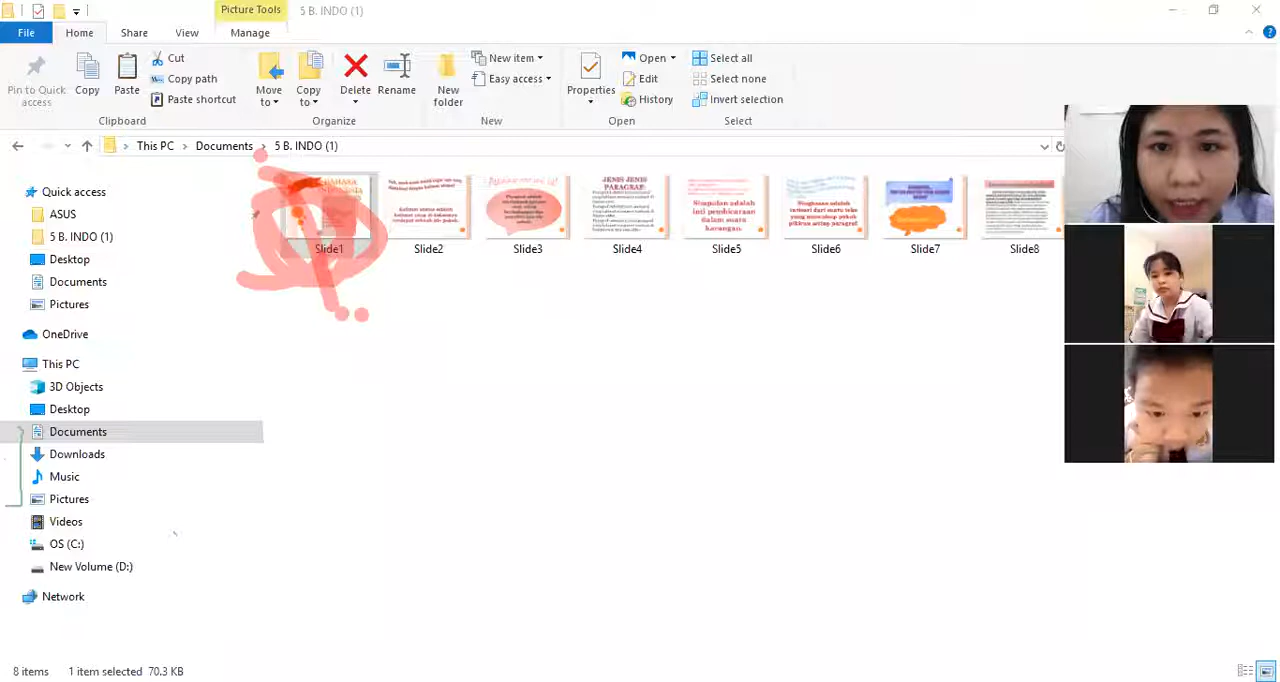 Picture Tools
5 B. INDO (1)
File
Home
Share
View
Manage
Pin to Quick access
Copy
Paste
Cut
Copy path
Paste shortcut
Move to
Copy to
Delete
Rename
New folder
New item
Easy access
Properties
Open
Edit
History
Select all
Select none
Invert selection
Clipboard
Organize
New
Open
Select
This PC
Documents
5 B. INDO (1)
Quick access
ASUS
5 B. INDO (1)
Desktop
Documents
Pictures
OneDrive
This PC
3D Objects
Desktop
Documents
Downloads
Music
Pictures
Videos
OS (C:)
New Volume (D:)
Network
JENIS JENIS
PARAGRAF:
Simpulan adalah
inti pembicaraan
dalam suatu
karangan.
Slide1
Slide2
Slide3
Slide4
Slide5
Slide6
Slide7
Slide8
8 items
1 item selected 70.3 KB